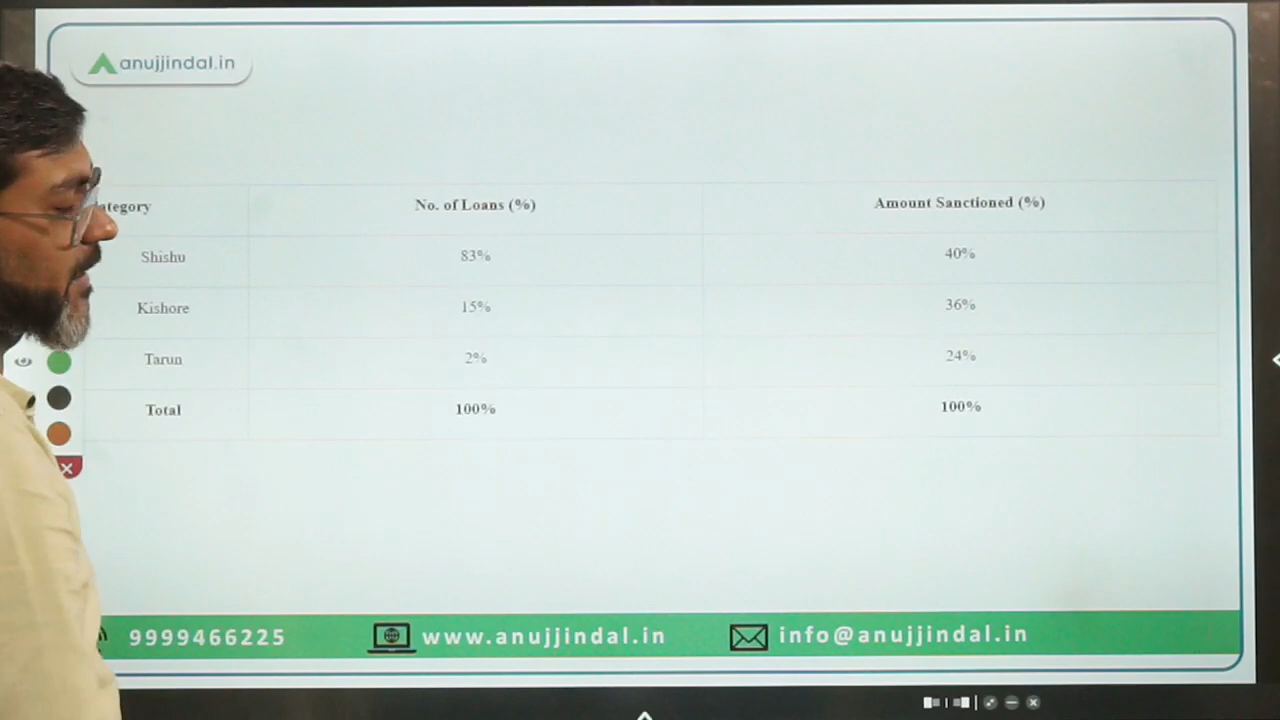 anujjindal.in
ategory No. of Loans (%) Amount Sanctioned (%)
Shishu 83% 40%
Kishore 15% 36%
Tarun 2% 24%
Total 100% 100%
9999466225 www.anujjindal.in info@anujjindal.in